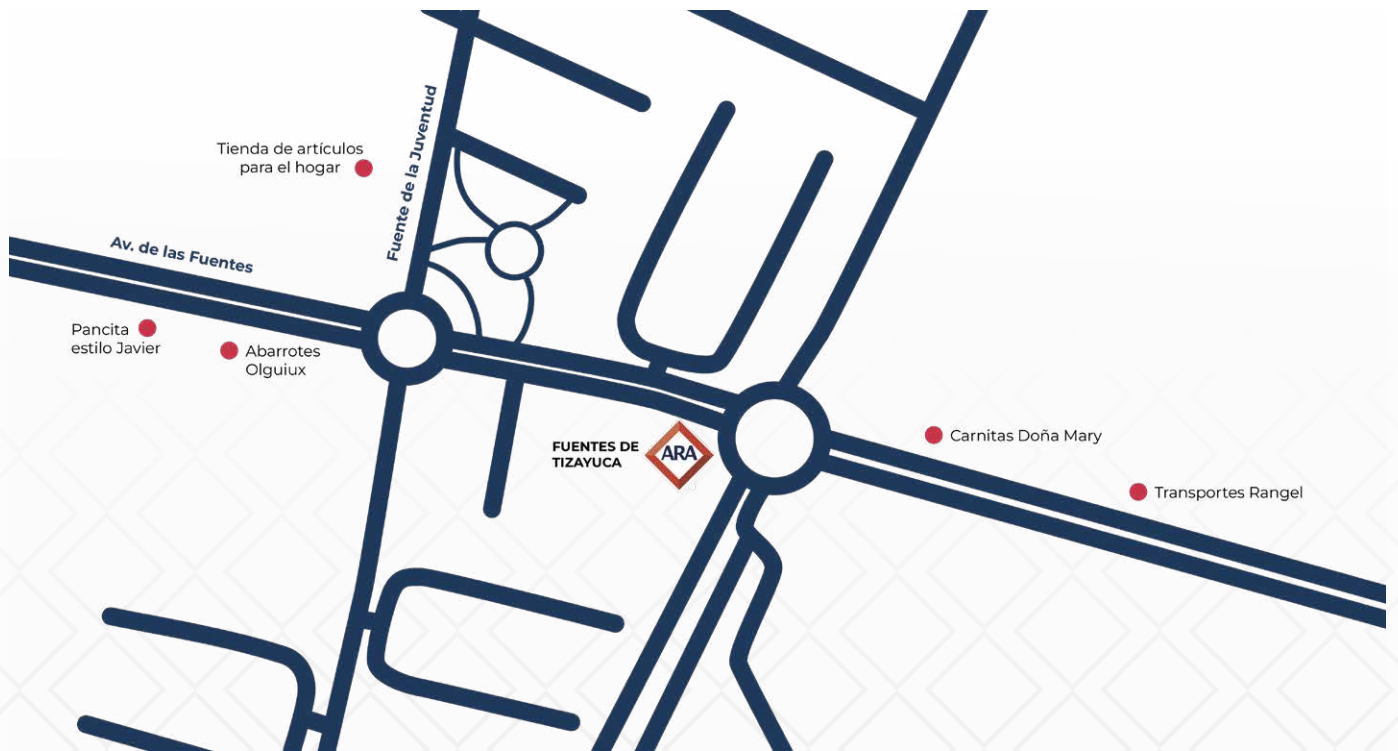 Tienda de artículos
para el hogar
Fuente de la Juventud
Av. de las Fuentes
Pancita
estilo Javier
Abarrotes
Olguiux
FUENTES DE
TIZAYUCA
ARA
Carnitas Doña Mary
Transportes Rangel